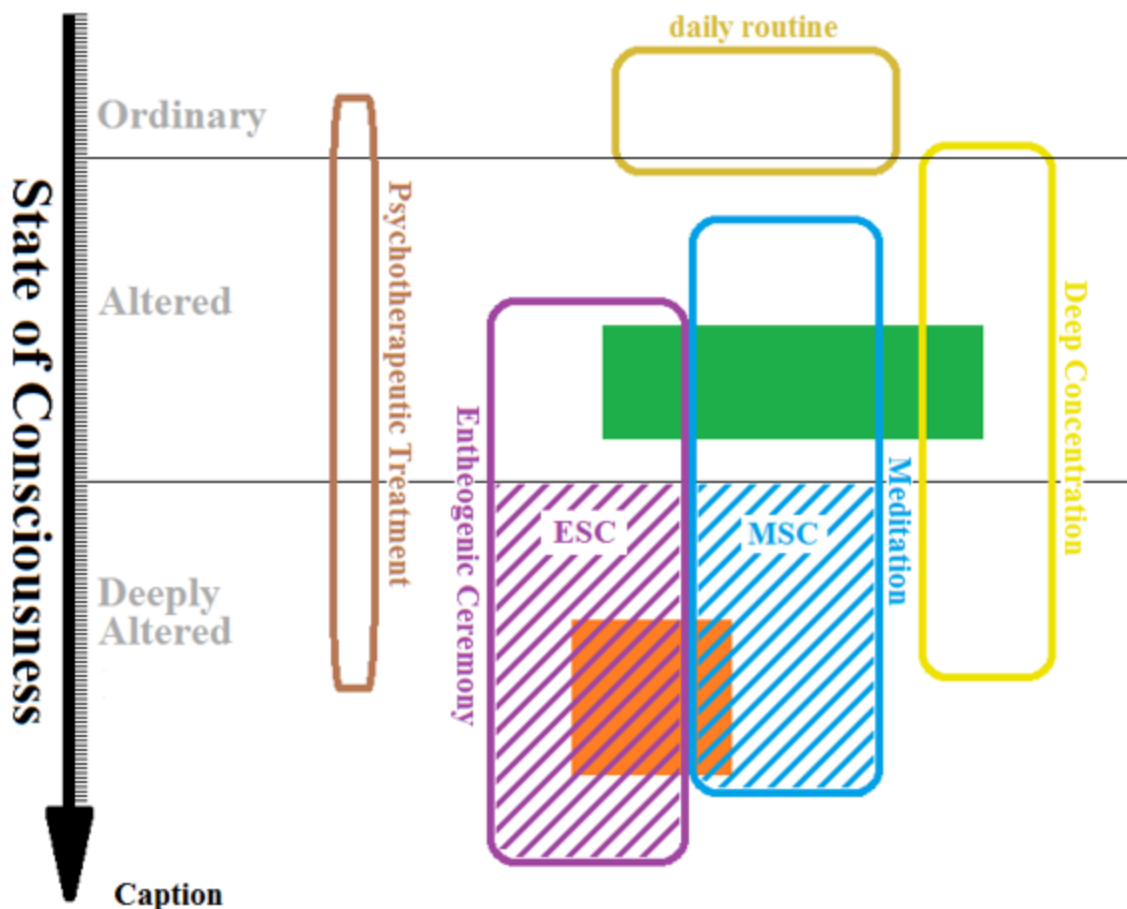 daily routine
Ordinary
State of Consciousness
Psychotherapeutic Treatment
Altered
Deep Concentration
Entheogenic Ceremony
Meditation
ESC
MSC
Deeply
Altered
Caption